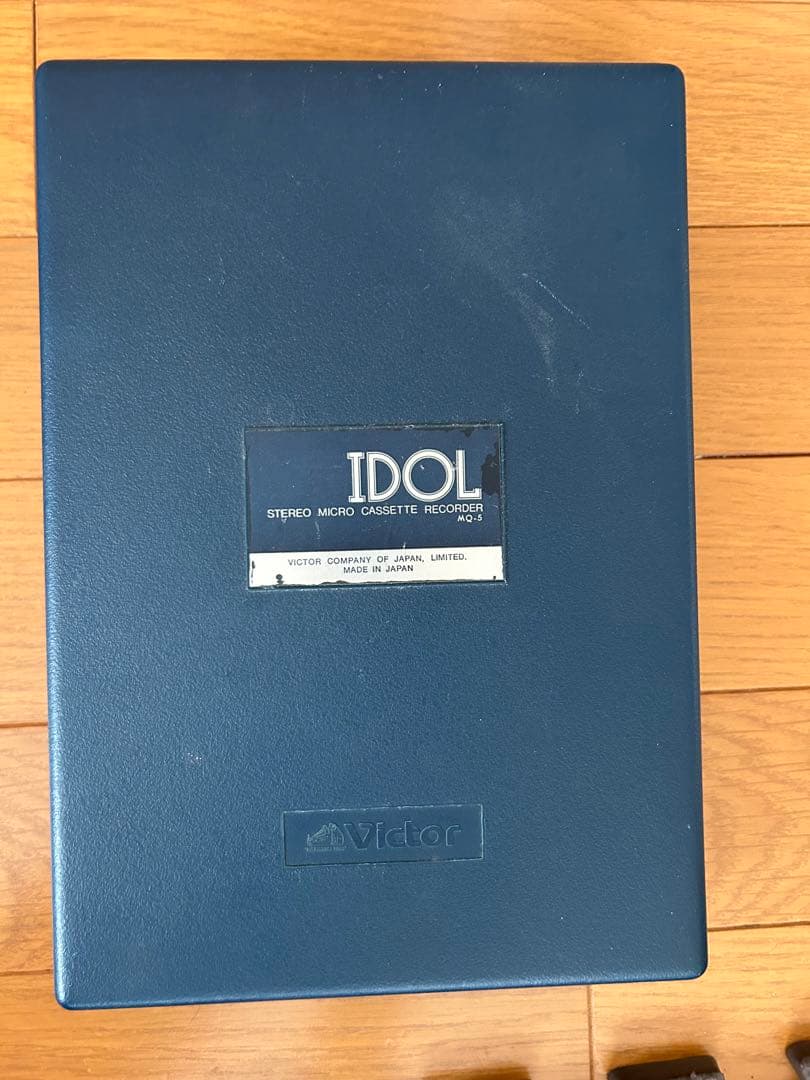 IDOL
STEREO MICRO CASSETTE RECORDER
MQ-5
VICTOR COMPANY OF JAPAN, LIMITED.
MADE IN JAPAN
Victor